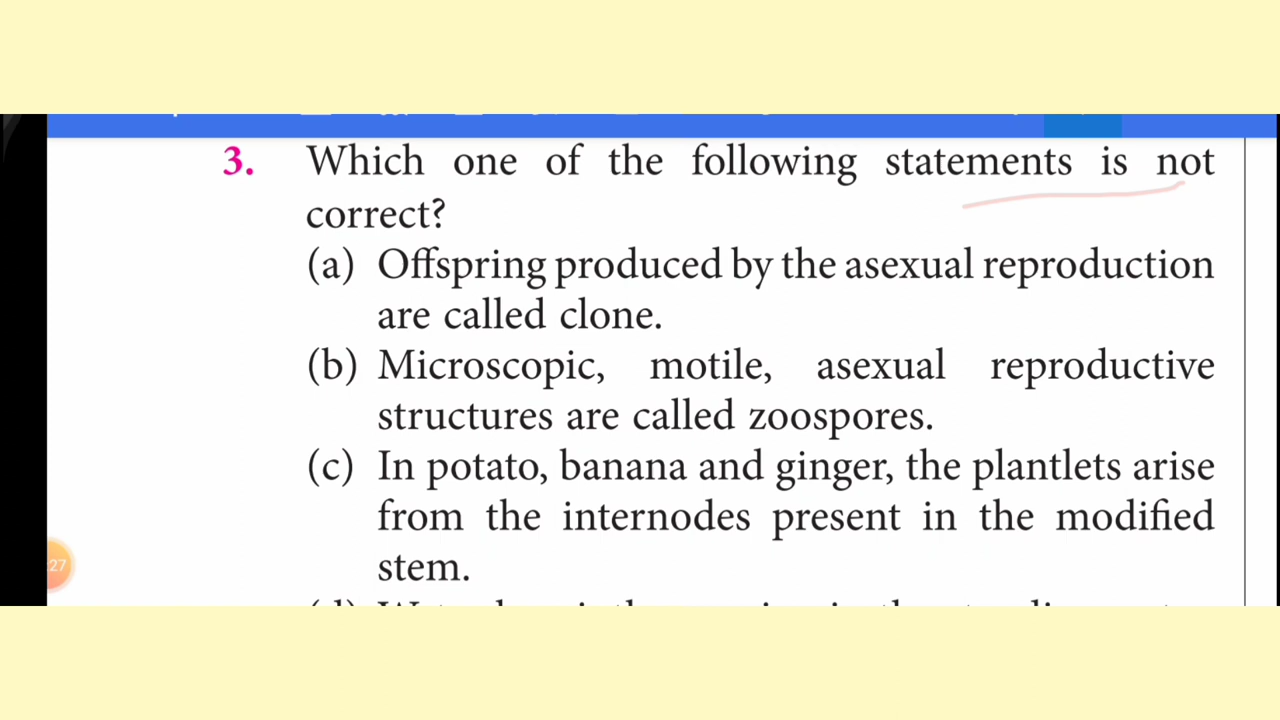 3. Which one of the following statements is not
correct?
(a) Offspring produced by the asexual reproduction
are called clone.
(b) Microscopic, motile, asexual reproductive
structures are called zoospores.
(c) In potato, banana and ginger, the plantlets arise
from the internodes present in the modified
stem.
27